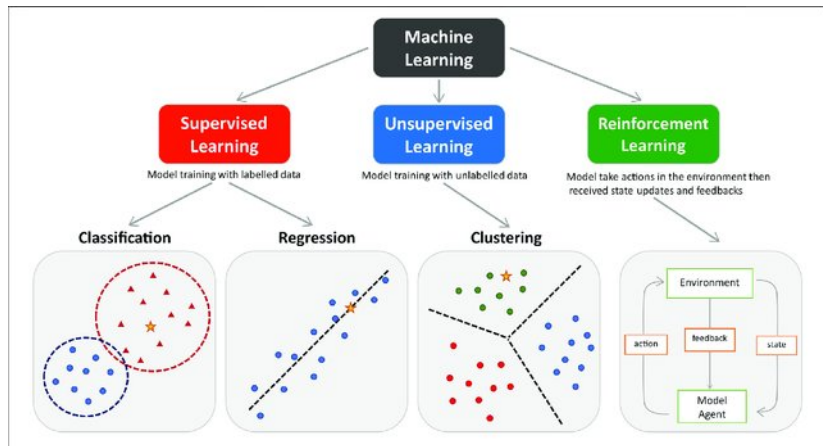 Machine
Learning
Supervised
Learning
Unsupervised
Learning
Reinforcement
Learning
Model training with labelled data
Model training with unlabelled data
Model take actions in the environment then
received state updates and feedbacks
Classification
Regression
Clustering
Environment
action
feedback
state
Model
Agent